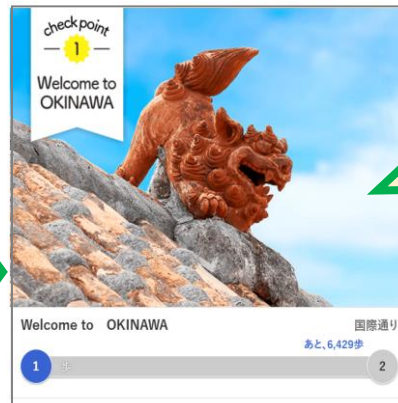 check point
1
Welcome to
OKINAWA
Welcome to OKINAWA 国際通り
あと、6,429歩
1 歩 2